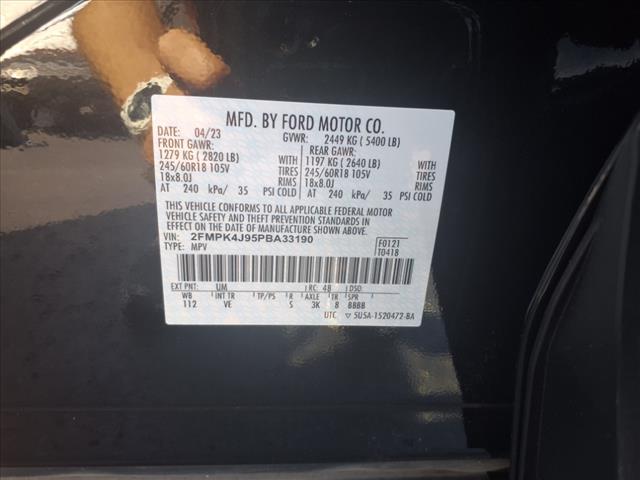 MFD. BY FORD MOTOR CO.
DATE: 04/23 GVWR: 2449 KG ( 5400 LB)
FRONT GAWR: REAR GAWR:
1279 KG ( 2820 LB) WITH 1197 KG ( 2640 LB) WITH
245/60R18 105V TIRES 245/60R18 105V TIRES
18x8.0J RIMS 18x8.0J RIMS
AT 240 kPa/ 35 PSI COLD AT 240 kPa/ 35 PSI COLD
THIS VEHICLE CONFORMS TO ALL APPLICABLE FEDERAL MOTOR
VEHICLE SAFETY AND THEFT PREVENTION STANDARDS IN
EFFECT ON THE DATE OF MANUFACTURE SHOWN ABOVE.
VIN: 2FMPK4J95PBA33190 F0121
TYPE: MPV T0418
EXT PNT: UM RC: 48 DSO:
WB INT TR TP/PS R AXLE TR SPR
112 VE S 3K 8 BBBB
UTC 5U5A-1520472-BA